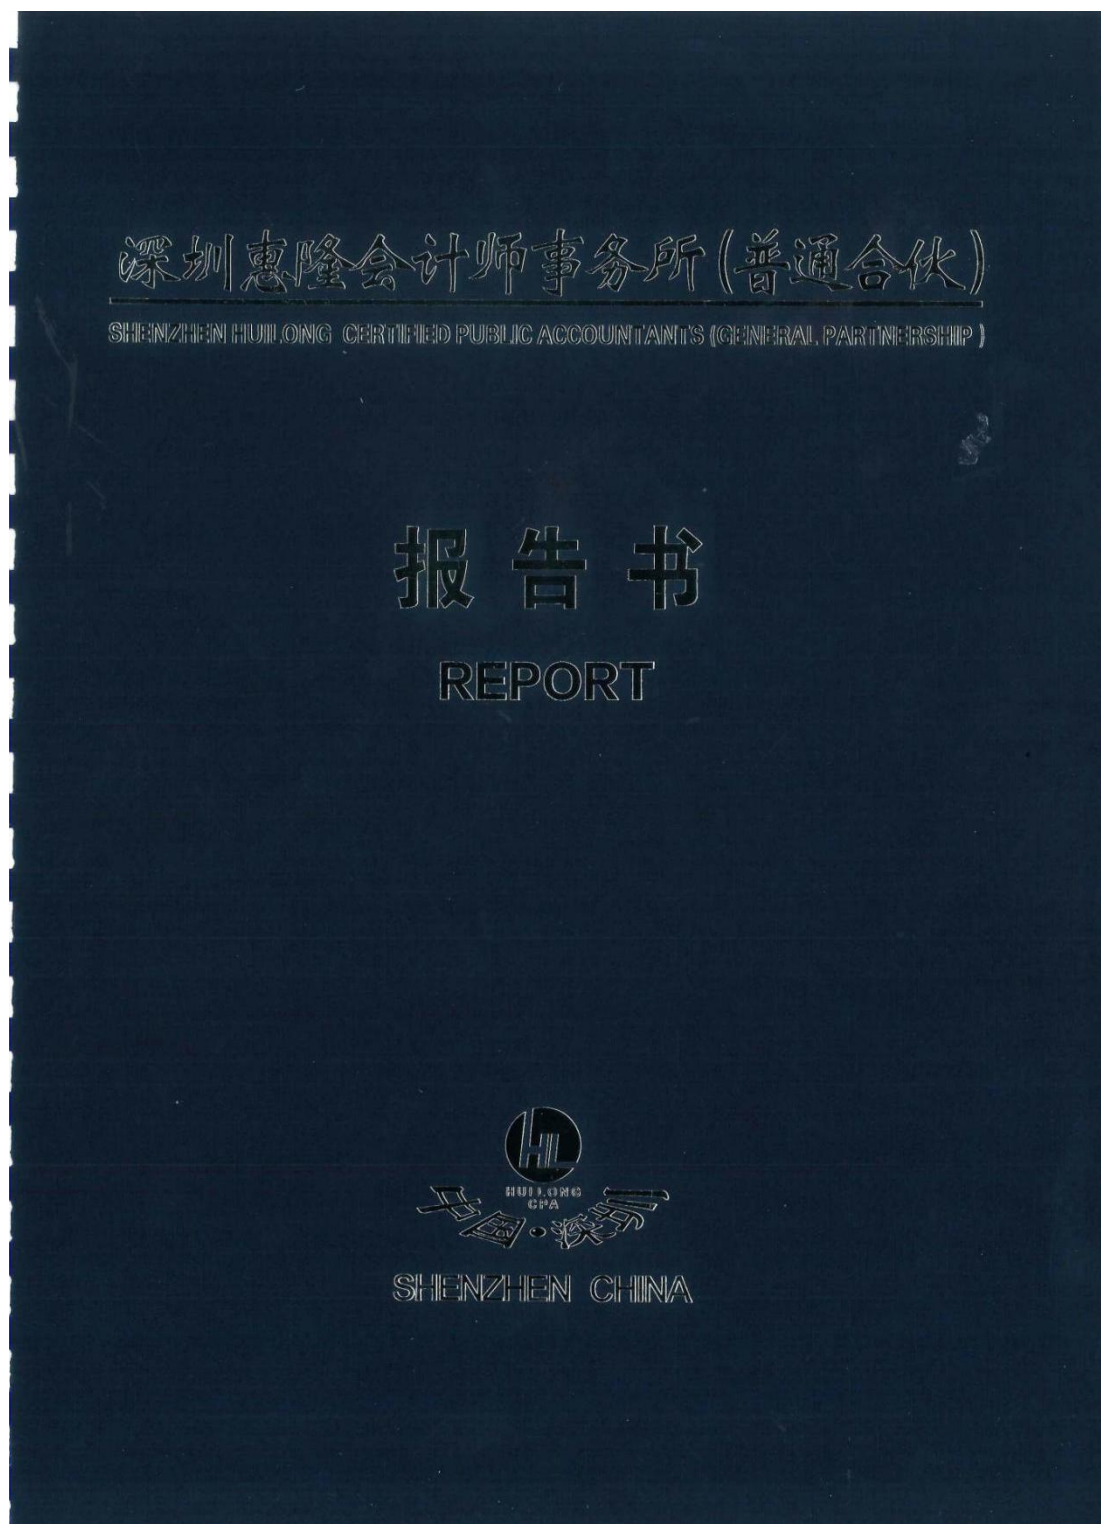 深圳惠隆会计师事务所(普通合伙)
SHENZHEN HUILONG CERTIFIED PUBLIC ACCOUNTANTS (GENERAL PARTNERSHIP )
报告书
REPORT
HL
HUILONG
CPA
中国·深圳
SHENZHEN CHINA